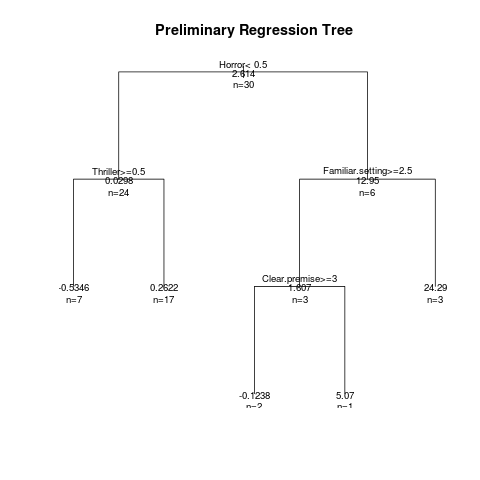 Preliminary Regression Tree
Horror< 0.5
2.614
n=30
Thriller>=0.5
0.0298
n=24
Familiar.setting>=2.5
12.95
n=6
-0.5346
n=7
0.2622
n=17
Clear.premise>=3
1.607
n=3
24.29
n=3
-0.1238
n=2
5.07
n=1